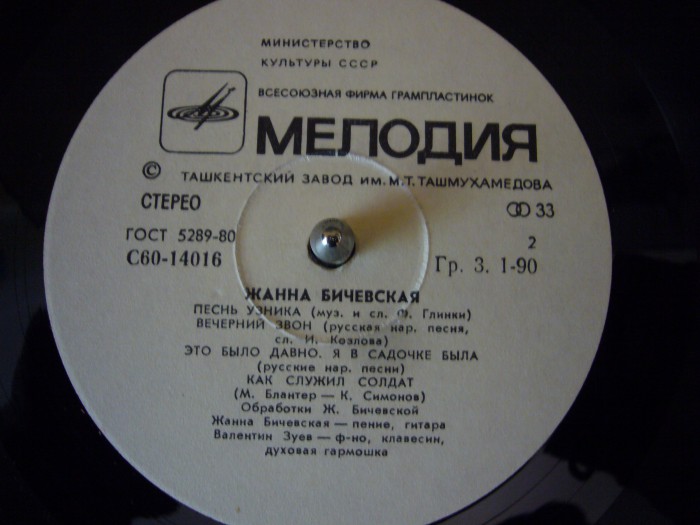 МИНИСТЕРСТВО
КУЛЬТУРЫ СССР
ВСЕСОЮЗНАЯ ФИРМА ГРАМПЛАСТИНОК
МЕЛОДИЯ
© ТАШКЕНТСКИЙ ЗАВОД ИМ. М.Т. ТАШМУХАМЕДОВА
СТЕРЕО 33
ГОСТ 5289-80 2
С60-14016 Гр. 3. 1-90
ЖАННА БИЧЕВСКАЯ
ПЕСНЬ УЗНИКА (муз. и сл. Ф. Глинки)
ВЕЧЕРНИЙ ЗВОН (русская нар. песня,
сл. И. Козлова)
ЭТО БЫЛО ДАВНО. Я В САДОЧКЕ БЫЛА
(русские нар. песни)
КАК СЛУЖИЛ СОЛДАТ
(М. Блантер — К. Симонов)
Обработки Ж. Бичевской
Жанна Бичевская — пение, гитара
Валентин Зуев — ф-но, клавесин,
духовая гармошка